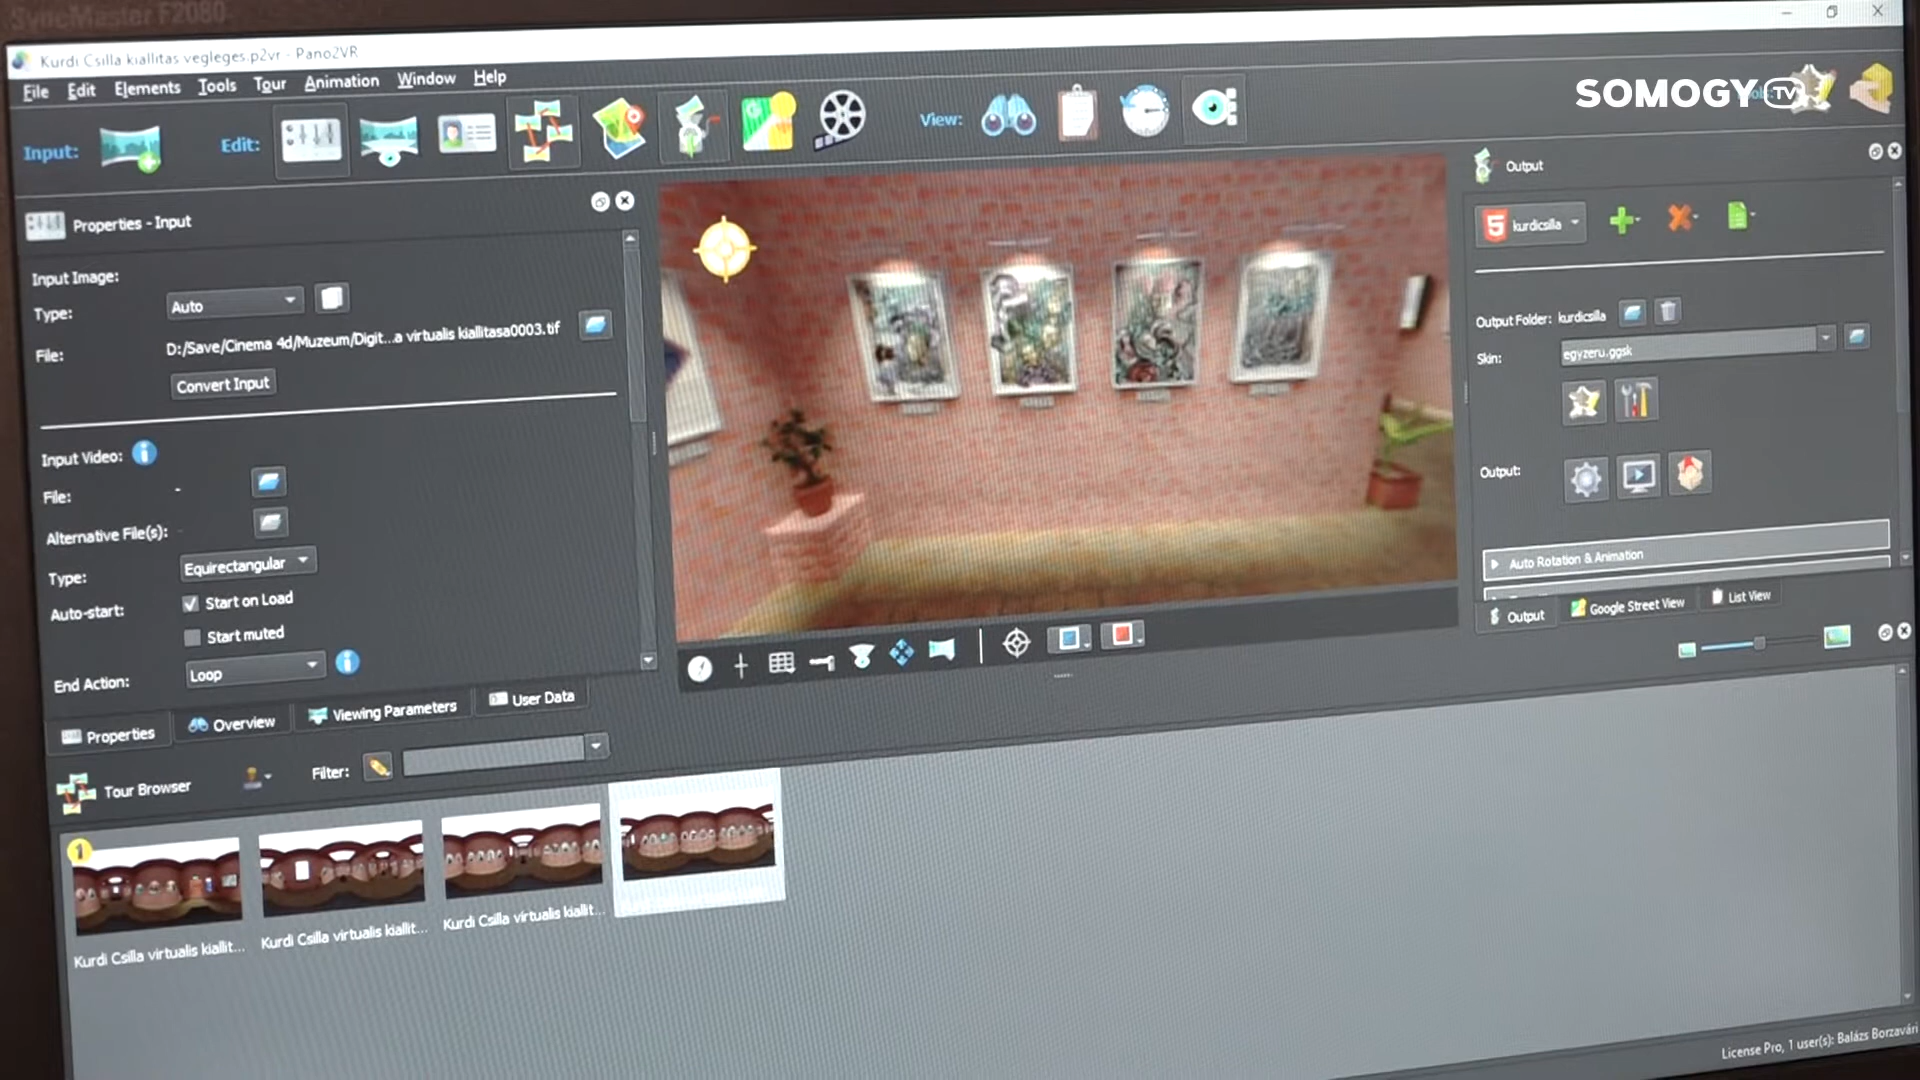 SyncMaster F2080
Kurdi Csilla kiallitas vegleges.p2vr - Pano2VR
File Edit Elements Tools Tour Animation Window Help
SOMOGY TV
Input:
Edit:
View:
Output
Properties - Input
kurdicsilla
Input Image:
Type: Auto
File: D:/Save/Cinema 4d/Muzeum/Digit...a virtualis kiallitasa0003.tif
Convert Input
Output Folder: kurdicsilla
Skin: egyzeru.ggsk
Input Video:
File: -
Alternative File(s): -
Type: Equirectangular
Auto-start: Start on Load
Start muted
End Action: Loop
Output:
Auto Rotation & Animation
Output Google Street View List View
Properties Overview Viewing Parameters User Data
Tour Browser Filter:
1
Kurdi Csilla virtualis kiallit...
Kurdi Csilla virtualis kiallit...
Kurdi Csilla virtualis kiallit...
License Pro, 1 user(s): Balázs Borzavári